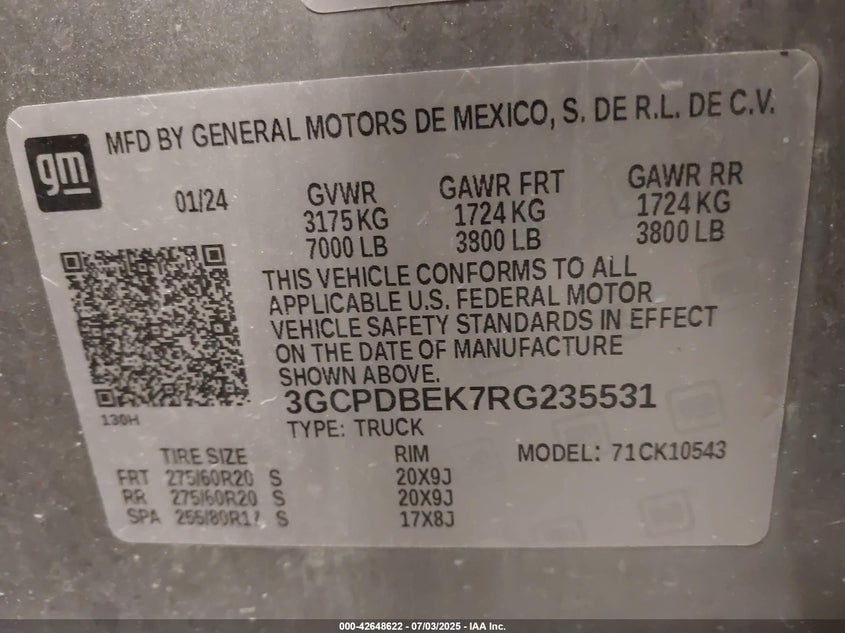 MFD BY GENERAL MOTORS DE MEXICO, S. DE R.L. DE C.V.
gm
01/24 GVWR GAWR FRT GAWR RR
3175 KG 1724 KG 1724 KG
7000 LB 3800 LB 3800 LB
THIS VEHICLE CONFORMS TO ALL
APPLICABLE U.S. FEDERAL MOTOR
VEHICLE SAFETY STANDARDS IN EFFECT
ON THE DATE OF MANUFACTURE
SHOWN ABOVE.
3GCPDBEK7RG235531
130H
TYPE: TRUCK
TIRE SIZE RIM MODEL: 71CK10543
FRT 275/60R20 S 20X9J
RR 275/60R20 S 20X9J
SPA 255/80R17 S 17X8J
000-42648622 - 07/03/2025 - IAA Inc.